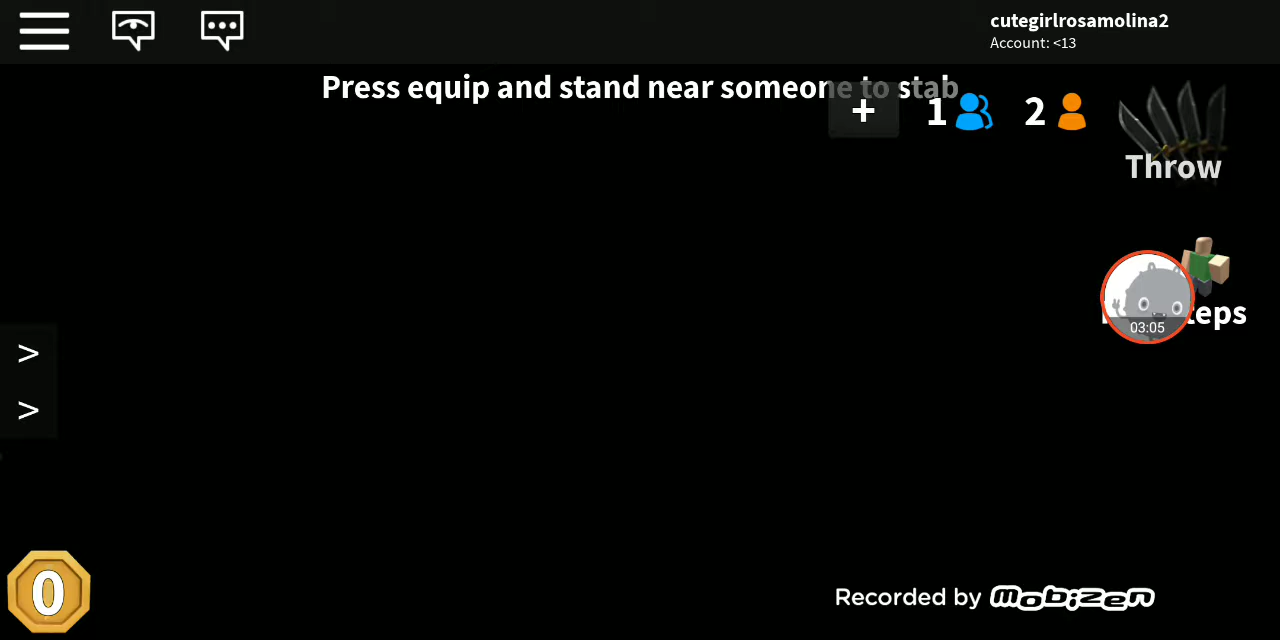 cutegirlrosamolina2
Account: <13
Press equip and stand near someone to stab
+
1
2
Throw
03:05
>
>
0
Recorded by mobizen